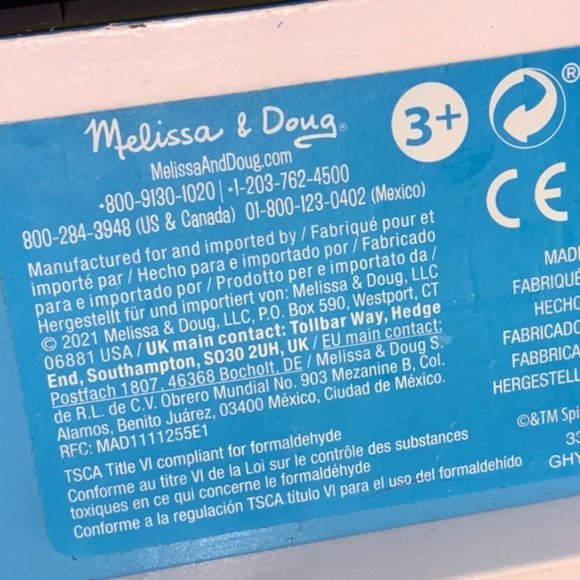 Melissa & Doug®
3+
®
MelissaAndDoug.com
+800-9130-1020 | +1-203-762-4500
800-284-3948 (US & Canada) 01-800-123-0402 (Mexico)
CE
Manufactured for and imported by / Fabriqué pour et
importé par / Hecho para e importado por / Fabricado
para e importado por / Prodotto per e importato da /
Hergestellt für und importiert von: Melissa & Doug, LLC
© 2021 Melissa & Doug, LLC, P.O. Box 590, Westport, CT
06881 USA / UK main contact: Tollbar Way, Hedge
End, Southampton, SO30 2UH, UK / EU main contact:
Postfach 1807, 46368 Bocholt, DE / Melissa & Doug S.
de R.L. de C.V. Obrero Mundial No. 903 Mezanine B, Col.
Alamos, Benito Juárez, 03400 México, Ciudad de México.
RFC: MAD1111255E1
TSCA Title VI compliant for formaldehyde
Conforme au titre VI de la Loi sur le contrôle des substances
toxiques en ce qui concerne le formaldéhyde
Conforme a la regulación TSCA título VI para el uso del formaldehído
MADE
FABRIQUÉ
HECHO
FABRICADO
FABBRICA
HERGESTELL
©&TM Spi
33
GHY